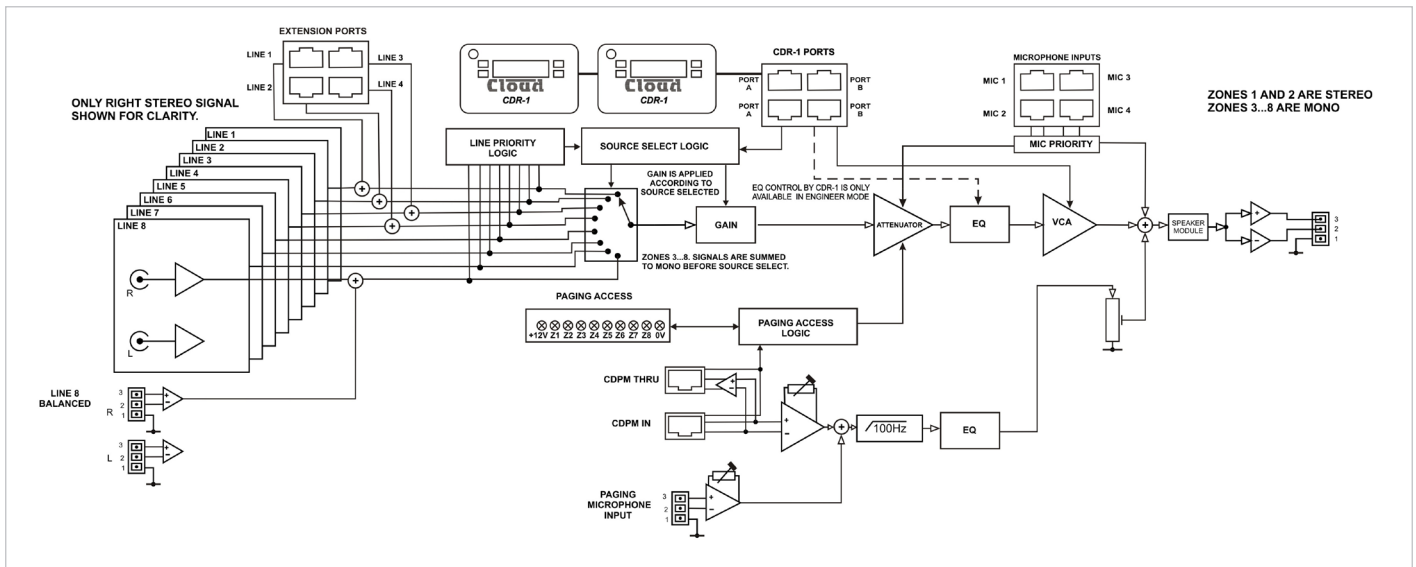 EXTENSION PORTS
LINE 1
LINE 3
LINE 2
LINE 4
ONLY RIGHT STEREO SIGNAL
SHOWN FOR CLARITY.
LINE 1
LINE 2
LINE 3
LINE 4
LINE 5
LINE 6
LINE 7
LINE 8
R
L
LINE 8
BALANCED
R
3
2
1
+
−
L
3
2
1
+
−
+
+
+
+
+
Cloud
CDR-1
Cloud
CDR-1
CDR-1 PORTS
PORT
A
PORT
B
PORT
A
PORT
B
LINE PRIORITY
LOGIC
SOURCE SELECT LOGIC
GAIN IS APPLIED
ACCORDING TO
SOURCE SELECTED
EQ CONTROL BY CDR-1 IS ONLY
AVAILABLE IN ENGINEER MODE
GAIN
ZONES 3...8. SIGNALS ARE SUMMED
TO MONO BEFORE SOURCE SELECT.
ATTENUATOR
EQ
VCA
MICROPHONE INPUTS
MIC 1
MIC 3
MIC 2
MIC 4
MIC PRIORITY
ZONES 1 AND 2 ARE STEREO
ZONES 3...8 ARE MONO
+
SPEAKER
MODULE
+
−
3
2
1
PAGING ACCESS
+12V Z1 Z2 Z3 Z4 Z5 Z6 Z7 Z8 0V
PAGING ACCESS
LOGIC
CDPM THRU
+
−
CDPM IN
+
−
+
100Hz
EQ
PAGING
MICROPHONE
INPUT
3
2
1
+
−